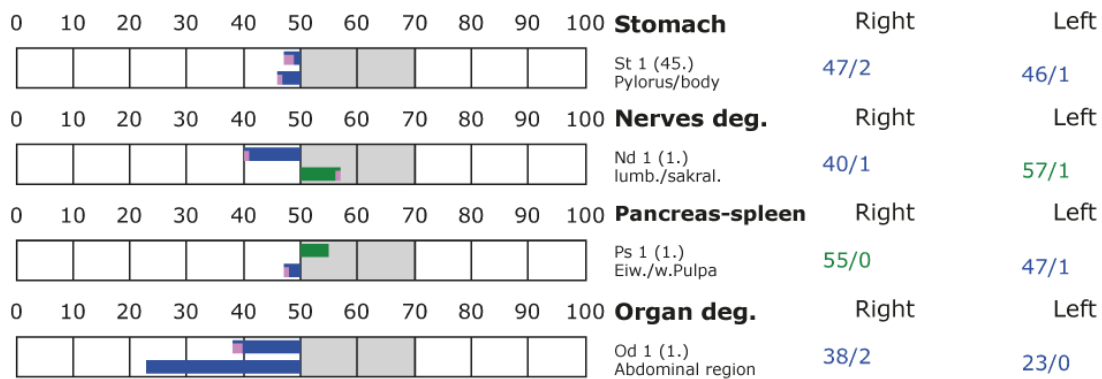 0 10 20 30 40 50 60 70 80 90 100 Stomach Right Left
St 1 (45.) 47/2 46/1
Pylorus/body
0 10 20 30 40 50 60 70 80 90 100 Nerves deg. Right Left
Nd 1 (1.) 40/1 57/1
lumb./sakral.
0 10 20 30 40 50 60 70 80 90 100 Pancreas-spleen Right Left
Ps 1 (1.) 55/0 47/1
Eiw./w.Pulpa
0 10 20 30 40 50 60 70 80 90 100 Organ deg. Right Left
Od 1 (1.) 38/2 23/0
Abdominal region